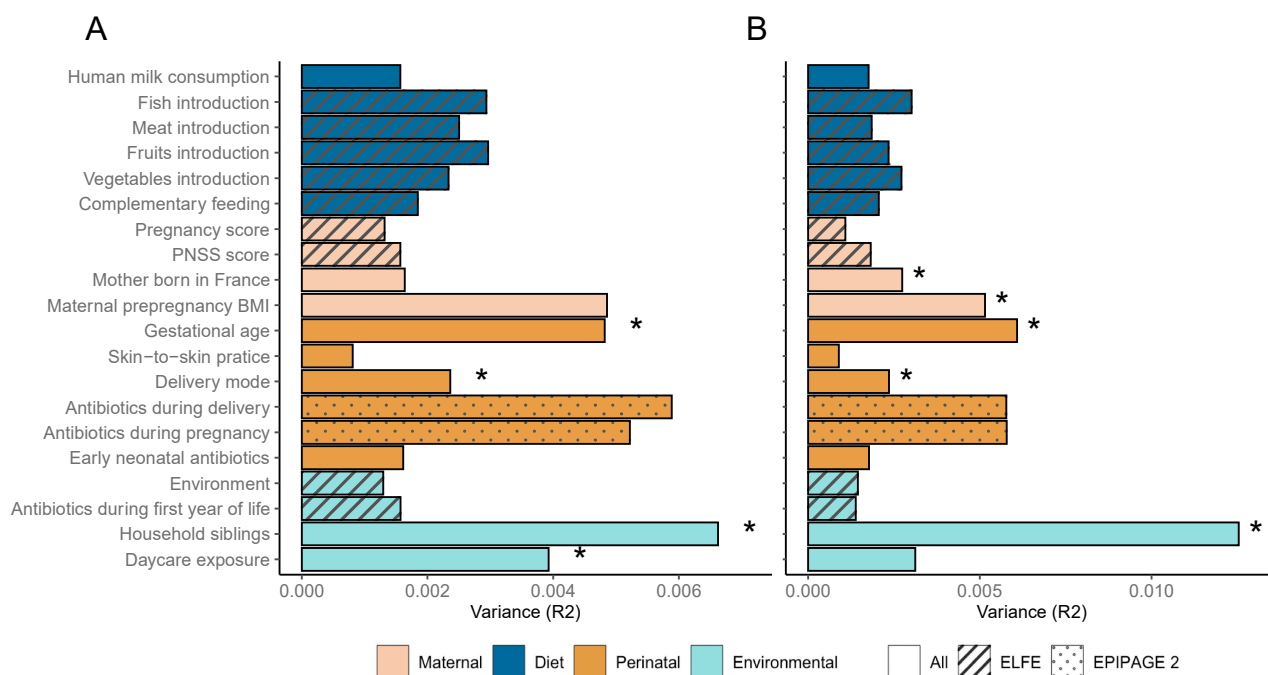 A
B
Human milk consumption
Fish introduction
Meat introduction
Fruits introduction
Vegetables introduction
Complementary feeding
Pregnancy score
PNSS score
Mother born in France
*
Maternal prepregnancy BMI
*
Gestational age
*
*
Skin−to−skin pratice
Delivery mode
*
*
Antibiotics during delivery
Antibiotics during pregnancy
Early neonatal antibiotics
Environment
Antibiotics during first year of life
Household siblings
*
*
Daycare exposure
*
0.000 0.002 0.004 0.006
0.000 0.005 0.010
Variance (R2)
Variance (R2)
Maternal Diet Perinatal Environmental
All ELFE EPIPAGE 2